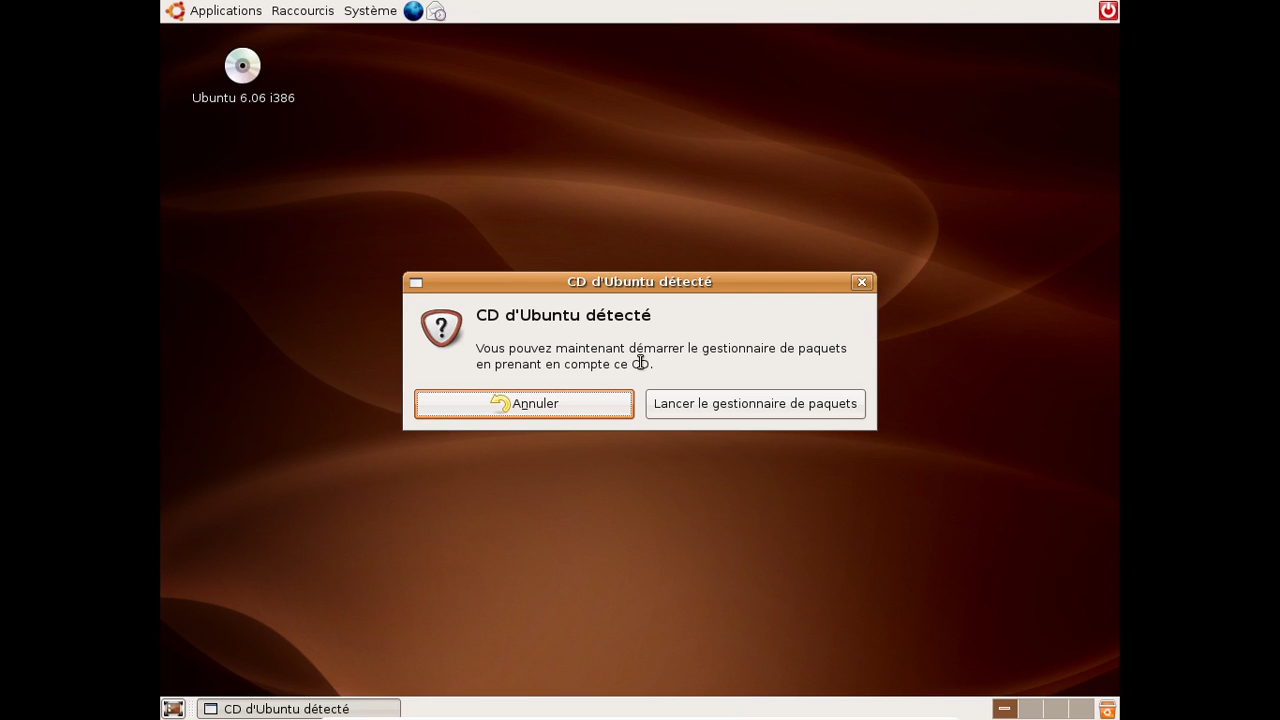 Applications Raccourcis Système
Ubuntu 6.06 i386
CD d'Ubuntu détecté
CD d'Ubuntu détecté
Vous pouvez maintenant démarrer le gestionnaire de paquets
en prenant en compte ce CD.
Annuler
Lancer le gestionnaire de paquets
CD d'Ubuntu détecté